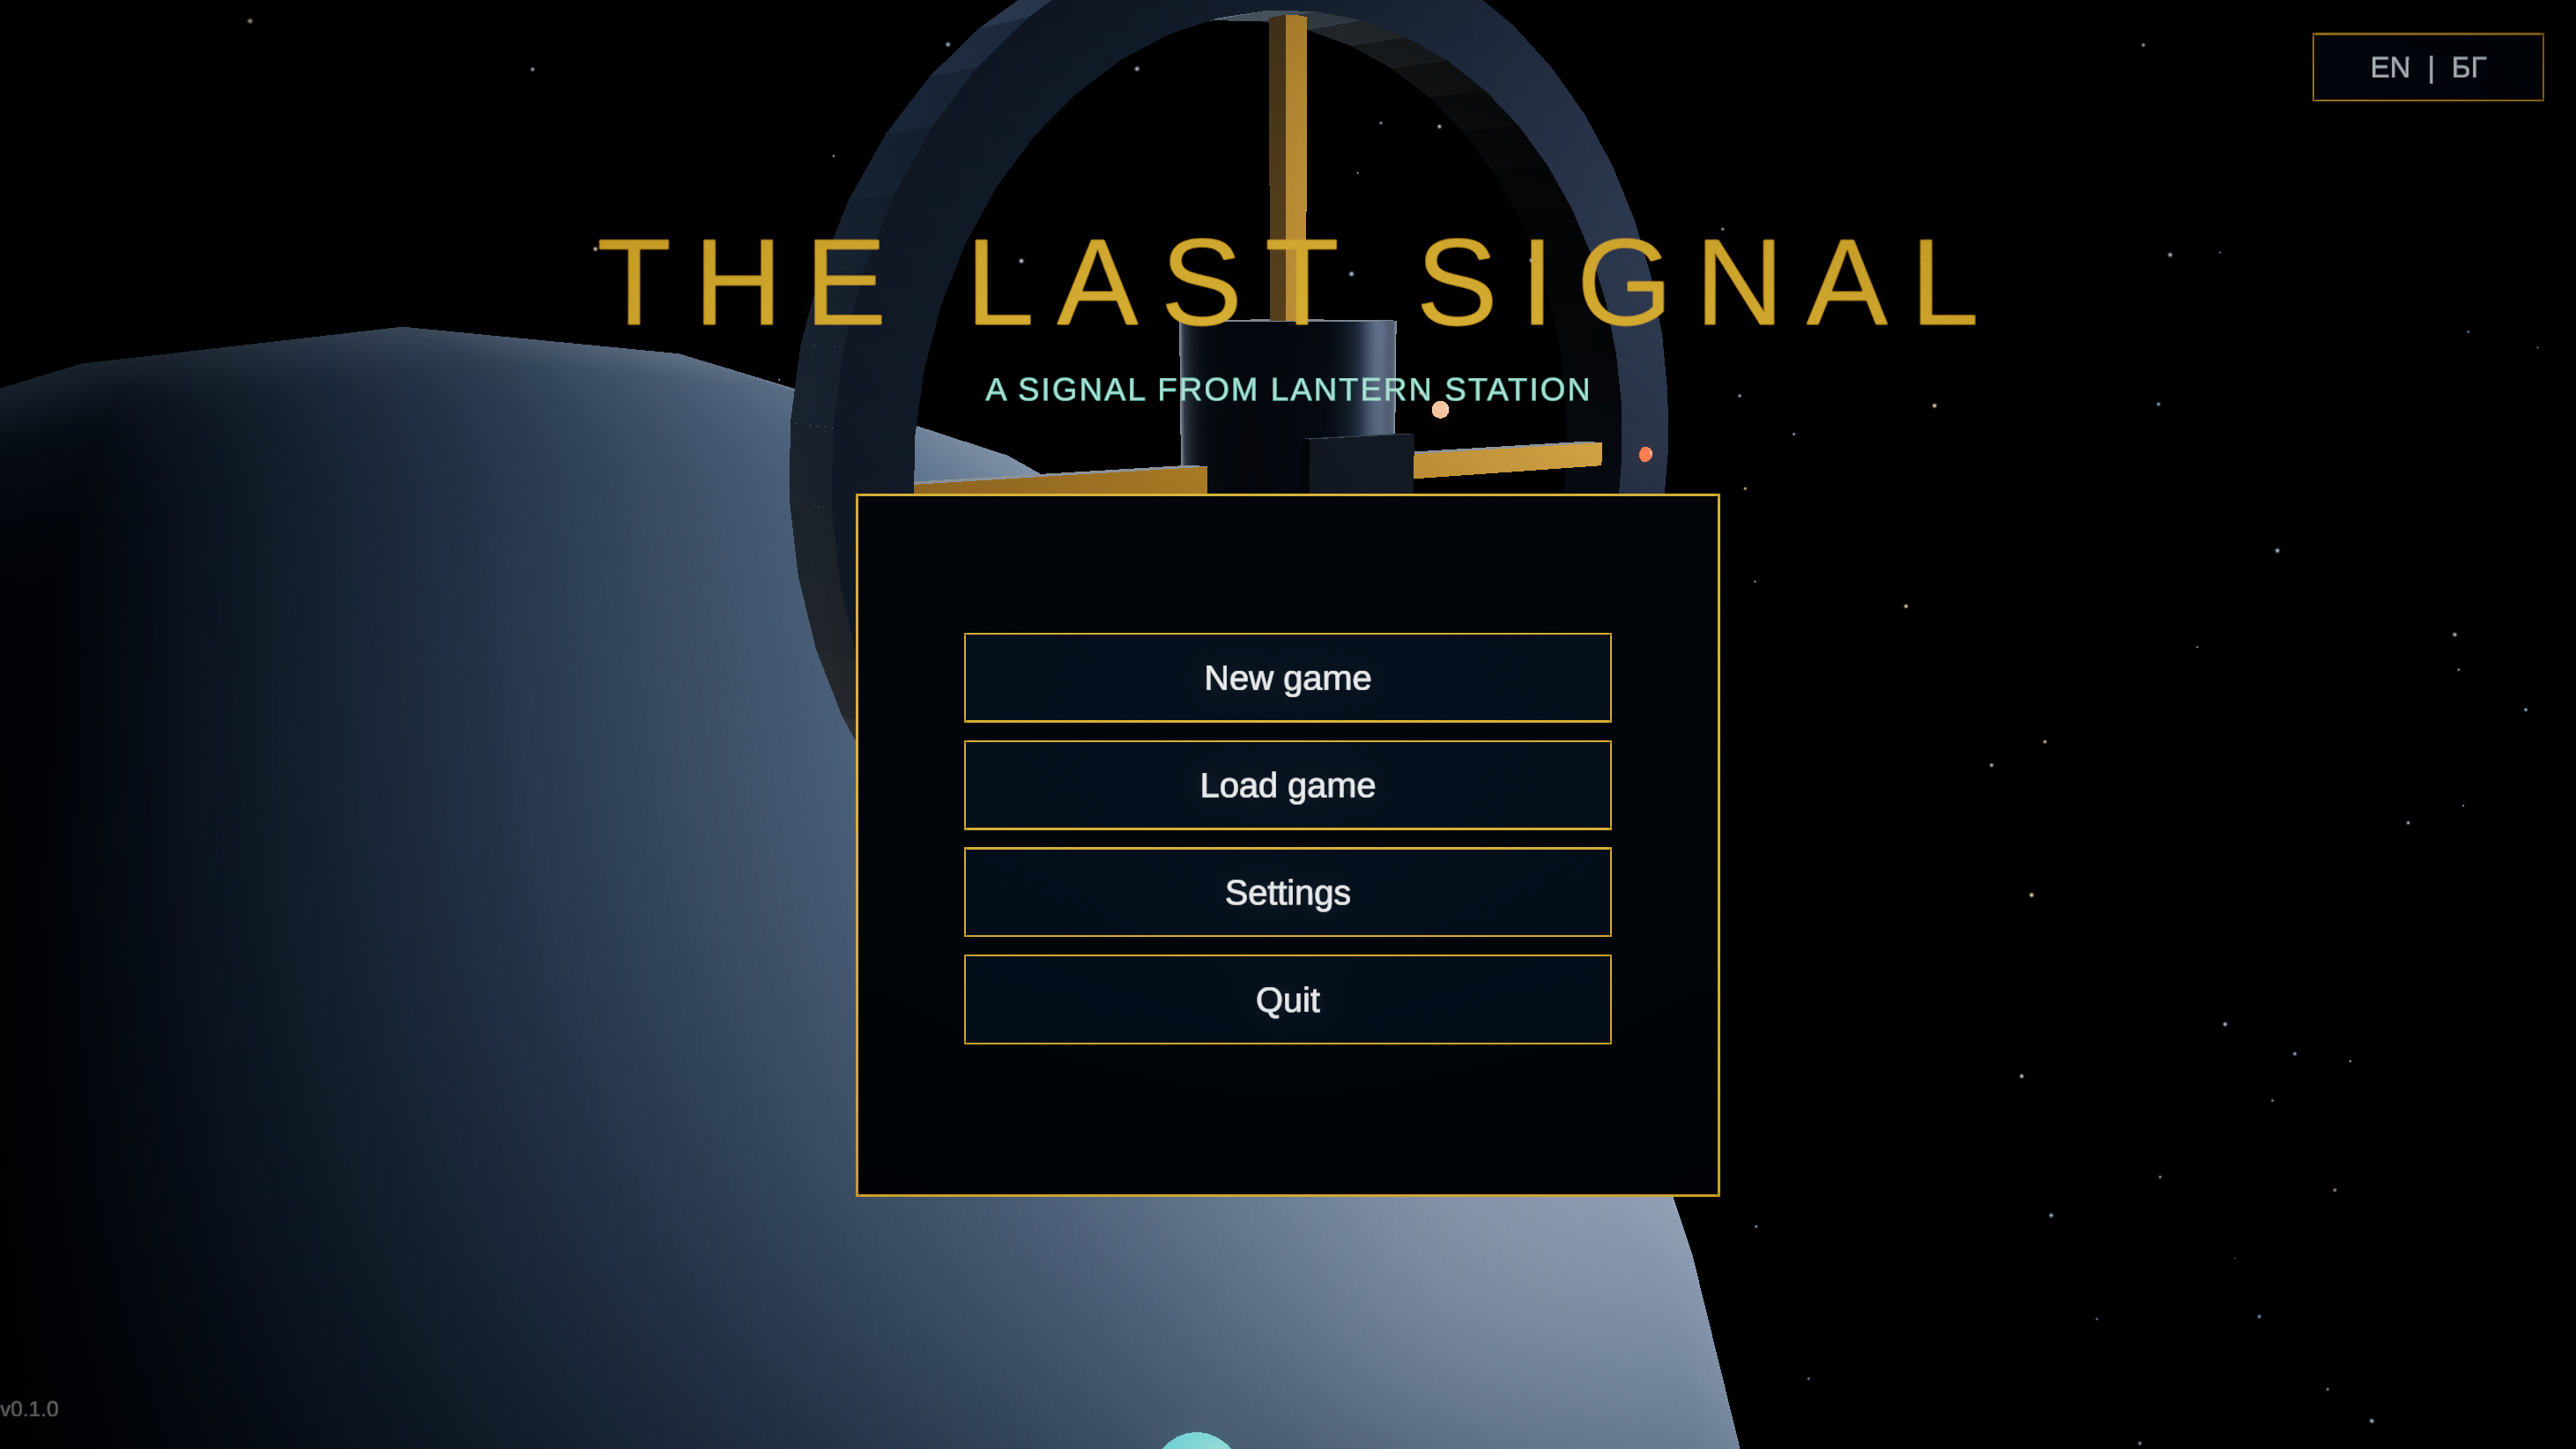 EN | БГ
THE LAST SIGNAL
A SIGNAL FROM LANTERN STATION
New game
Load game
Settings
Quit
v0.1.0